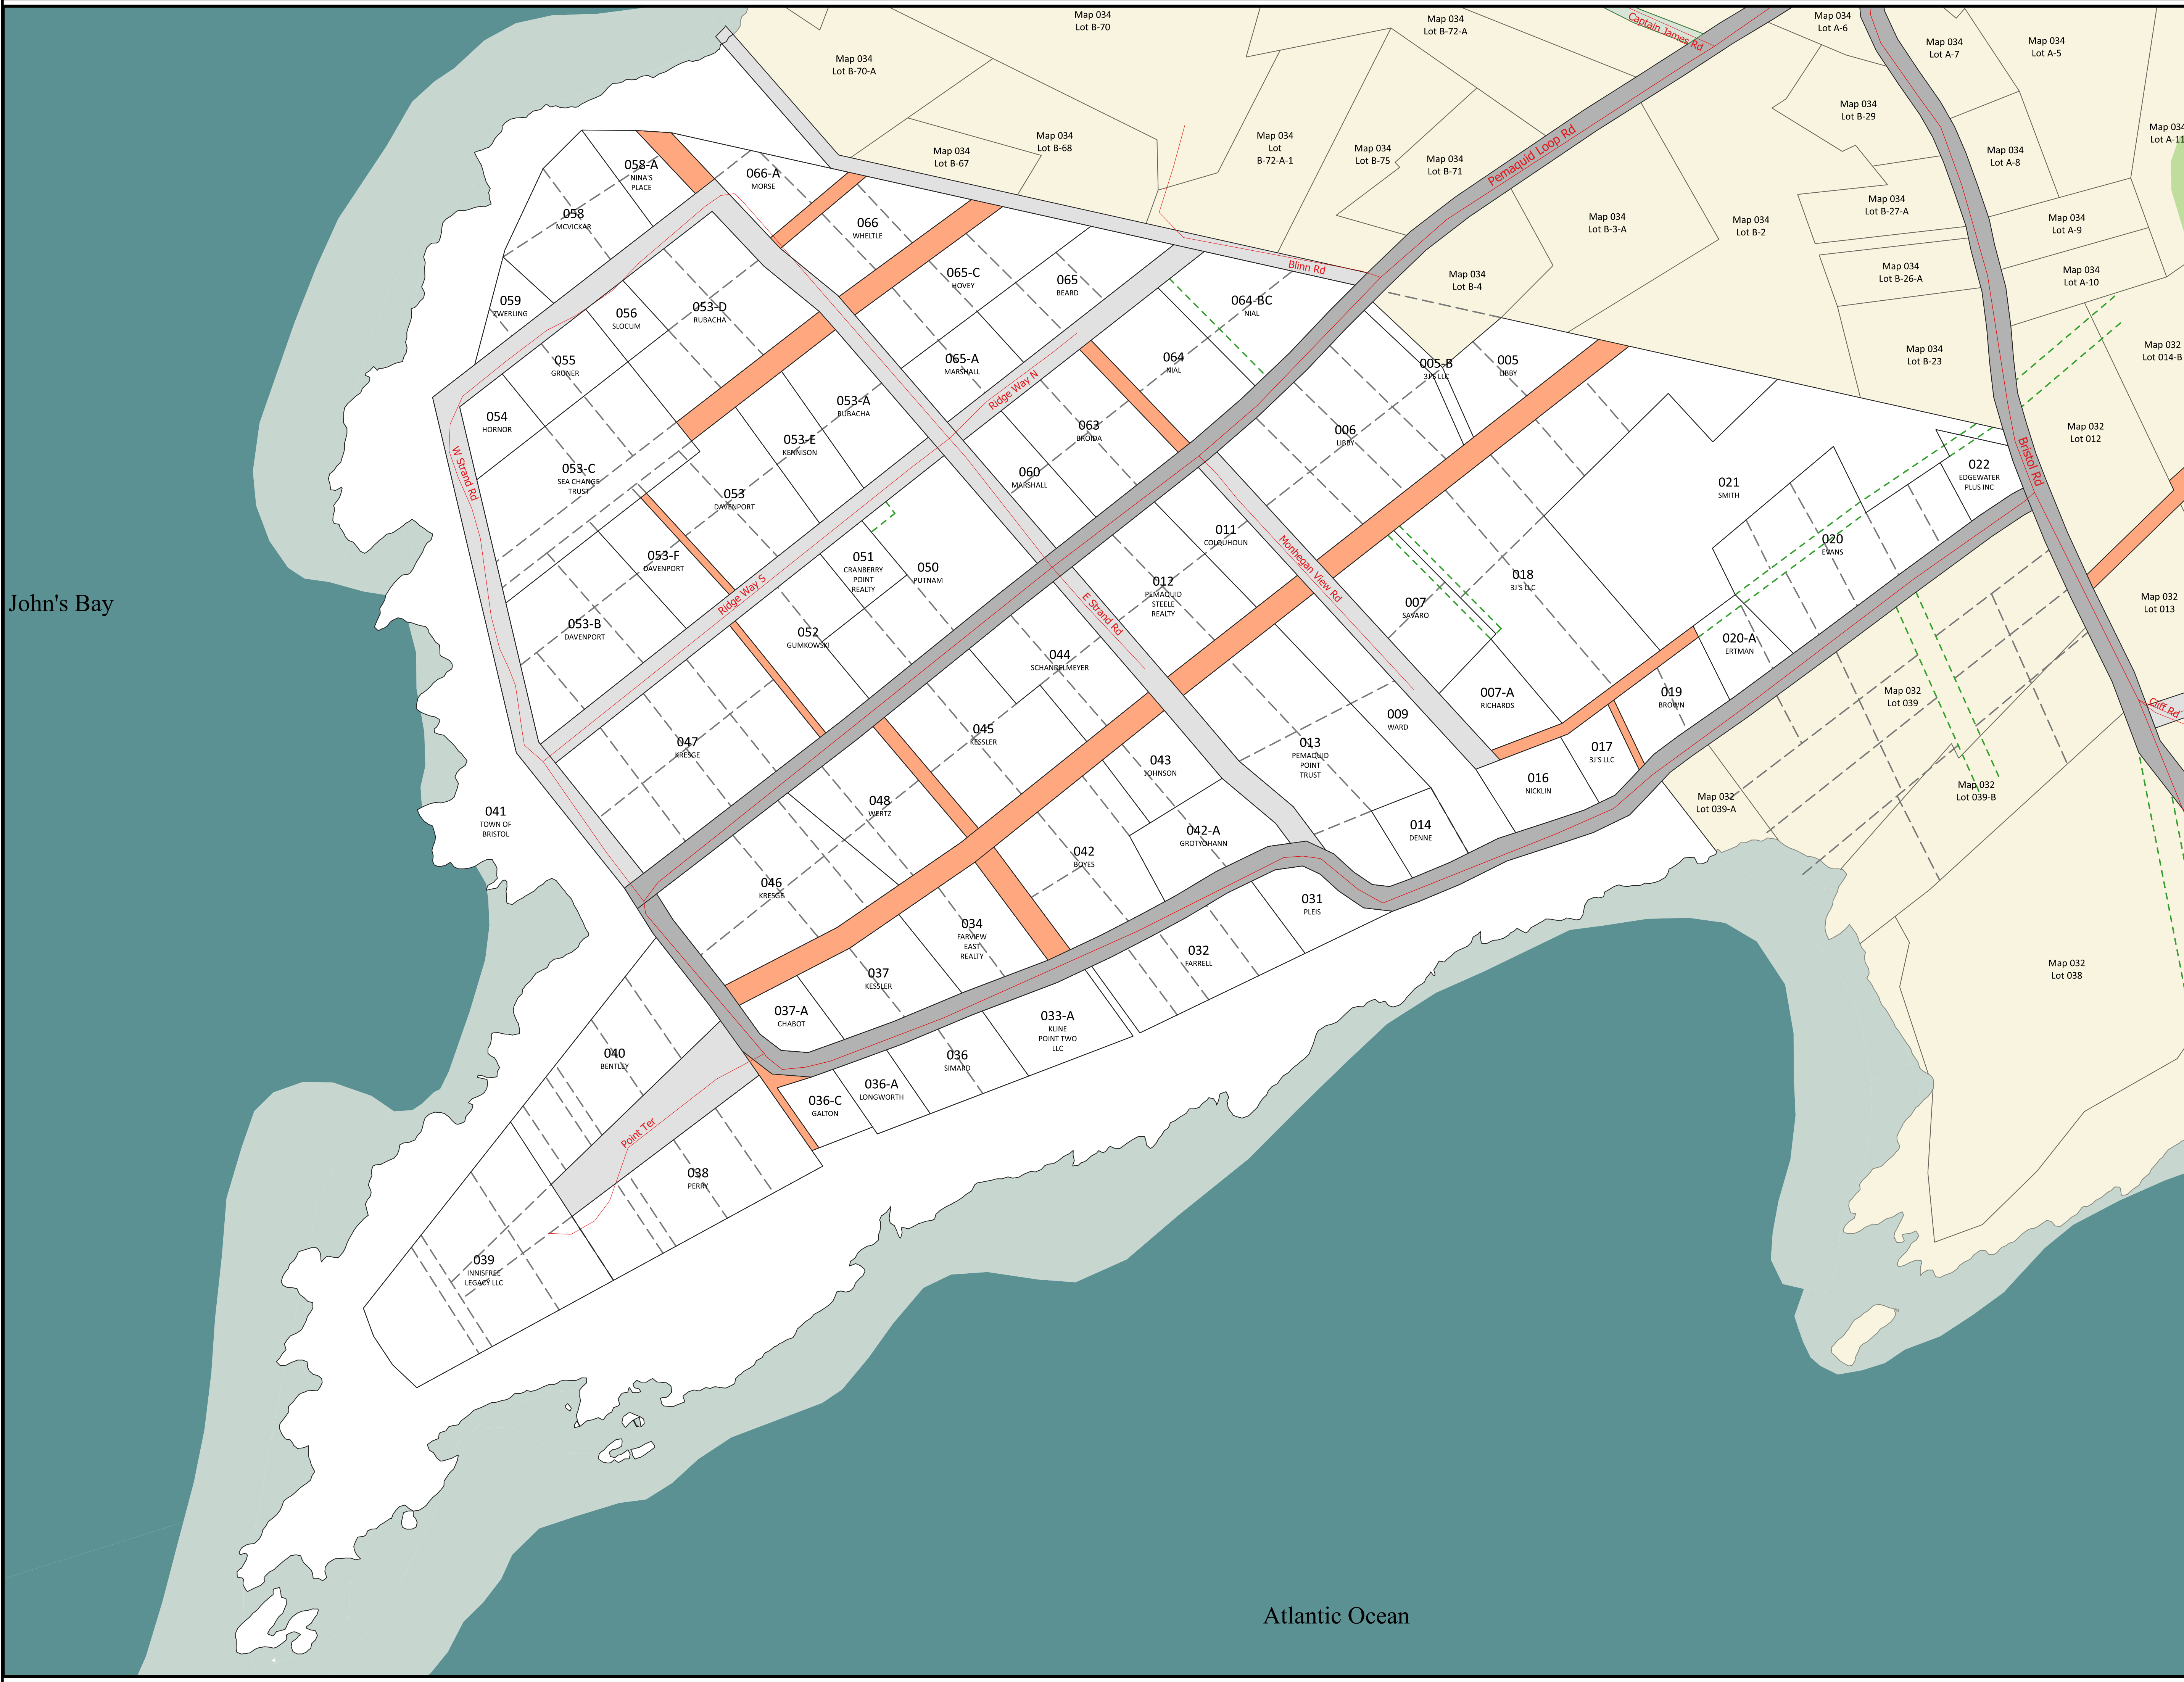 Map 034
Lot B-70
Map 034
Lot B-72-A
Captain James Rd
Map 034
Lot A-6
Map 034
Lot A-7
Map 034
Lot A-5
Map 034
Lot B-70-A
Map 034
Lot B-29
Map 034
Lot A-11
Map 034
Lot B-67
Map 034
Lot B-68
Map 034
Lot
B-72-A-1
Map 034
Lot B-75
Map 034
Lot B-71
Pemaquid Loop Rd
Map 034
Lot A-8
058-A
NINA'S
PLACE
066-A
MORSE
058
MCVICKAR
066
WHELTLE
Map 034
Lot B-3-A
Map 034
Lot B-2
Map 034
Lot B-27-A
Map 034
Lot A-9
065-C
HOVEY
065
BEARD
Blinn Rd
Map 034
Lot B-4
Map 034
Lot B-26-A
Map 034
Lot A-10
059
ZWERLING
056
SLOCUM
053-D
RUBACHA
064-BC
NIAL
055
GRUNER
065-A
MARSHALL
064
NIAL
005-B
3J'S LLC
005
LIBBY
Map 034
Lot B-23
Map 032
Lot 014-B
054
HORNOR
053-A
RUBACHA
Ridge Way N
063
BROIDA
006
LIBBY
Map 032
Lot 012
W Strand Rd
053-C
SEA CHANGE
TRUST
053-E
KENNISON
060
MARSHALL
021
SMITH
022
EDGEWATER
PLUS INC
Bristol Rd
053
DAVENPORT
011
COLQUHOUN
020
EVANS
053-F
DAVENPORT
051
CRANBERRY
POINT
REALTY
050
PUTNAM
012
PEMAQUID
STEELE
REALTY
Monhegan View Rd
018
3J'S LLC
John's Bay
Ridge Way S
E Strand Rd
007
SAVARO
Map 032
Lot 013
053-B
DAVENPORT
052
GUMKOWSKI
044
SCHANDELMEYER
020-A
ERTMAN
007-A
RICHARDS
019
BROWN
Map 032
Lot 039
Cliff Rd
047
KRESGE
045
KESSLER
009
WARD
013
PEMAQUID
POINT
TRUST
017
3J'S LLC
043
JOHNSON
016
NICKLIN
Map 032
Lot 039-A
Map 032
Lot 039-B
041
TOWN OF
BRISTOL
048
WERTZ
042-A
GROTYOHANN
014
DENNE
042
BOYES
046
KRESGE
031
PLEIS
034
FARVIEW
EAST
REALTY
032
FARRELL
037
KESSLER
Map 032
Lot 038
037-A
CHABOT
033-A
KLINE
POINT TWO
LLC
040
BENTLEY
036
SIMARD
036-A
LONGWORTH
036-C
GALTON
Point Ter
038
PERRY
039
INNISFREE
LEGACY LLC
Atlantic Ocean